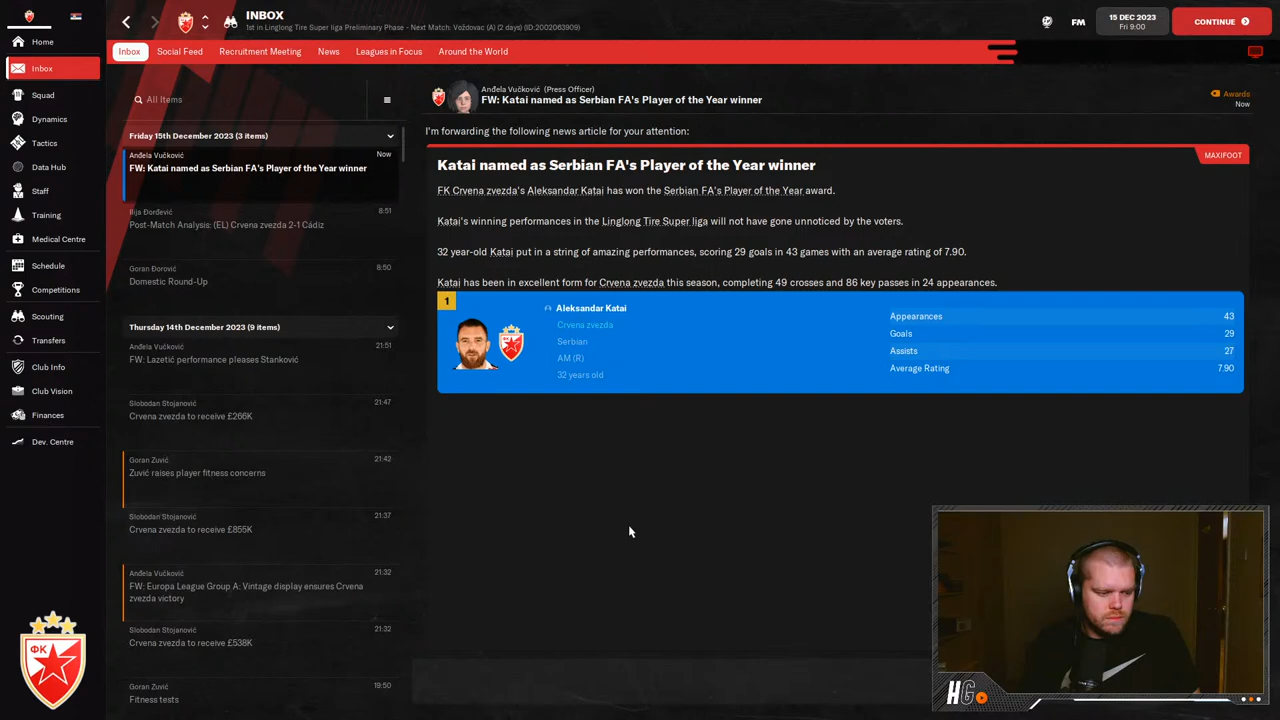 INBOX
1st in Linglong Tire Super liga Preliminary Phase - Next Match: Voždovac (A) (2 days) (ID:2002063909)
FM
15 DEC 2023
Fri 9:00
CONTINUE
Home
Inbox
Squad
Dynamics
Tactics
Data Hub
Staff
Training
Medical Centre
Schedule
Competitions
Scouting
Transfers
Club Info
Club Vision
Finances
Dev. Centre
ФК
Inbox
Social Feed
Recruitment Meeting
News
Leagues in Focus
Around the World
All Items
Friday 15th December 2023 (3 items)
Anđela Vučković
Now
FW: Katai named as Serbian FA's Player of the Year winner
Ilija Đorđević
8:51
Post-Match Analysis: (EL) Crvena zvezda 2-1 Cádiz
Goran Đorović
8:50
Domestic Round-Up
Thursday 14th December 2023 (9 items)
Anđela Vučković
21:51
FW: Lazetić performance pleases Stanković
Slobodan Stojanović
21:47
Crvena zvezda to receive £266K
Goran Zuvić
21:42
Zuvić raises player fitness concerns
Slobodan Stojanović
21:37
Crvena zvezda to receive £855K
Anđela Vučković
21:32
FW: Europa League Group A: Vintage display ensures Crvena
zvezda victory
Slobodan Stojanović
21:32
Crvena zvezda to receive £538K
Goran Zuvić
19:50
Fitness tests
Anđela Vučković (Press Officer)
FW: Katai named as Serbian FA's Player of the Year winner
Awards
Now
I'm forwarding the following news article for your attention:
MAXIFOOT
Katai named as Serbian FA's Player of the Year winner
FK Crvena zvezda's Aleksandar Katai has won the Serbian FA's Player of the Year award.
Katai's winning performances in the Linglong Tire Super liga will not have gone unnoticed by the voters.
32 year-old Katai put in a string of amazing performances, scoring 29 goals in 43 games with an average rating of 7.90.
Katai has been in excellent form for Crvena zvezda this season, completing 49 crosses and 86 key passes in 24 appearances.
1
Aleksandar Katai
Crvena zvezda
Serbian
AM (R)
32 years old
Appearances 43
Goals 29
Assists 27
Average Rating 7.90
HG